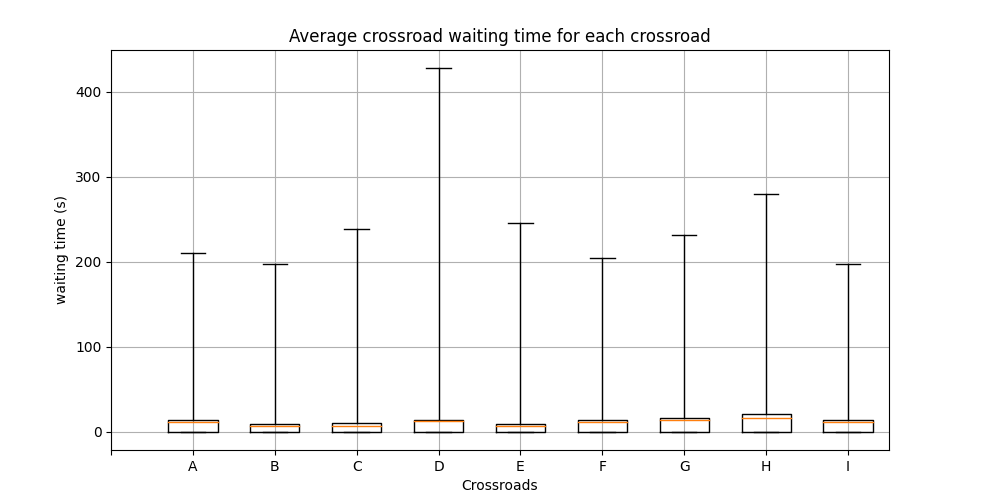 Average crossroad waiting time for each crossroad
400
300
200
100
0
waiting time (s)
A B C D E F G H I
Crossroads